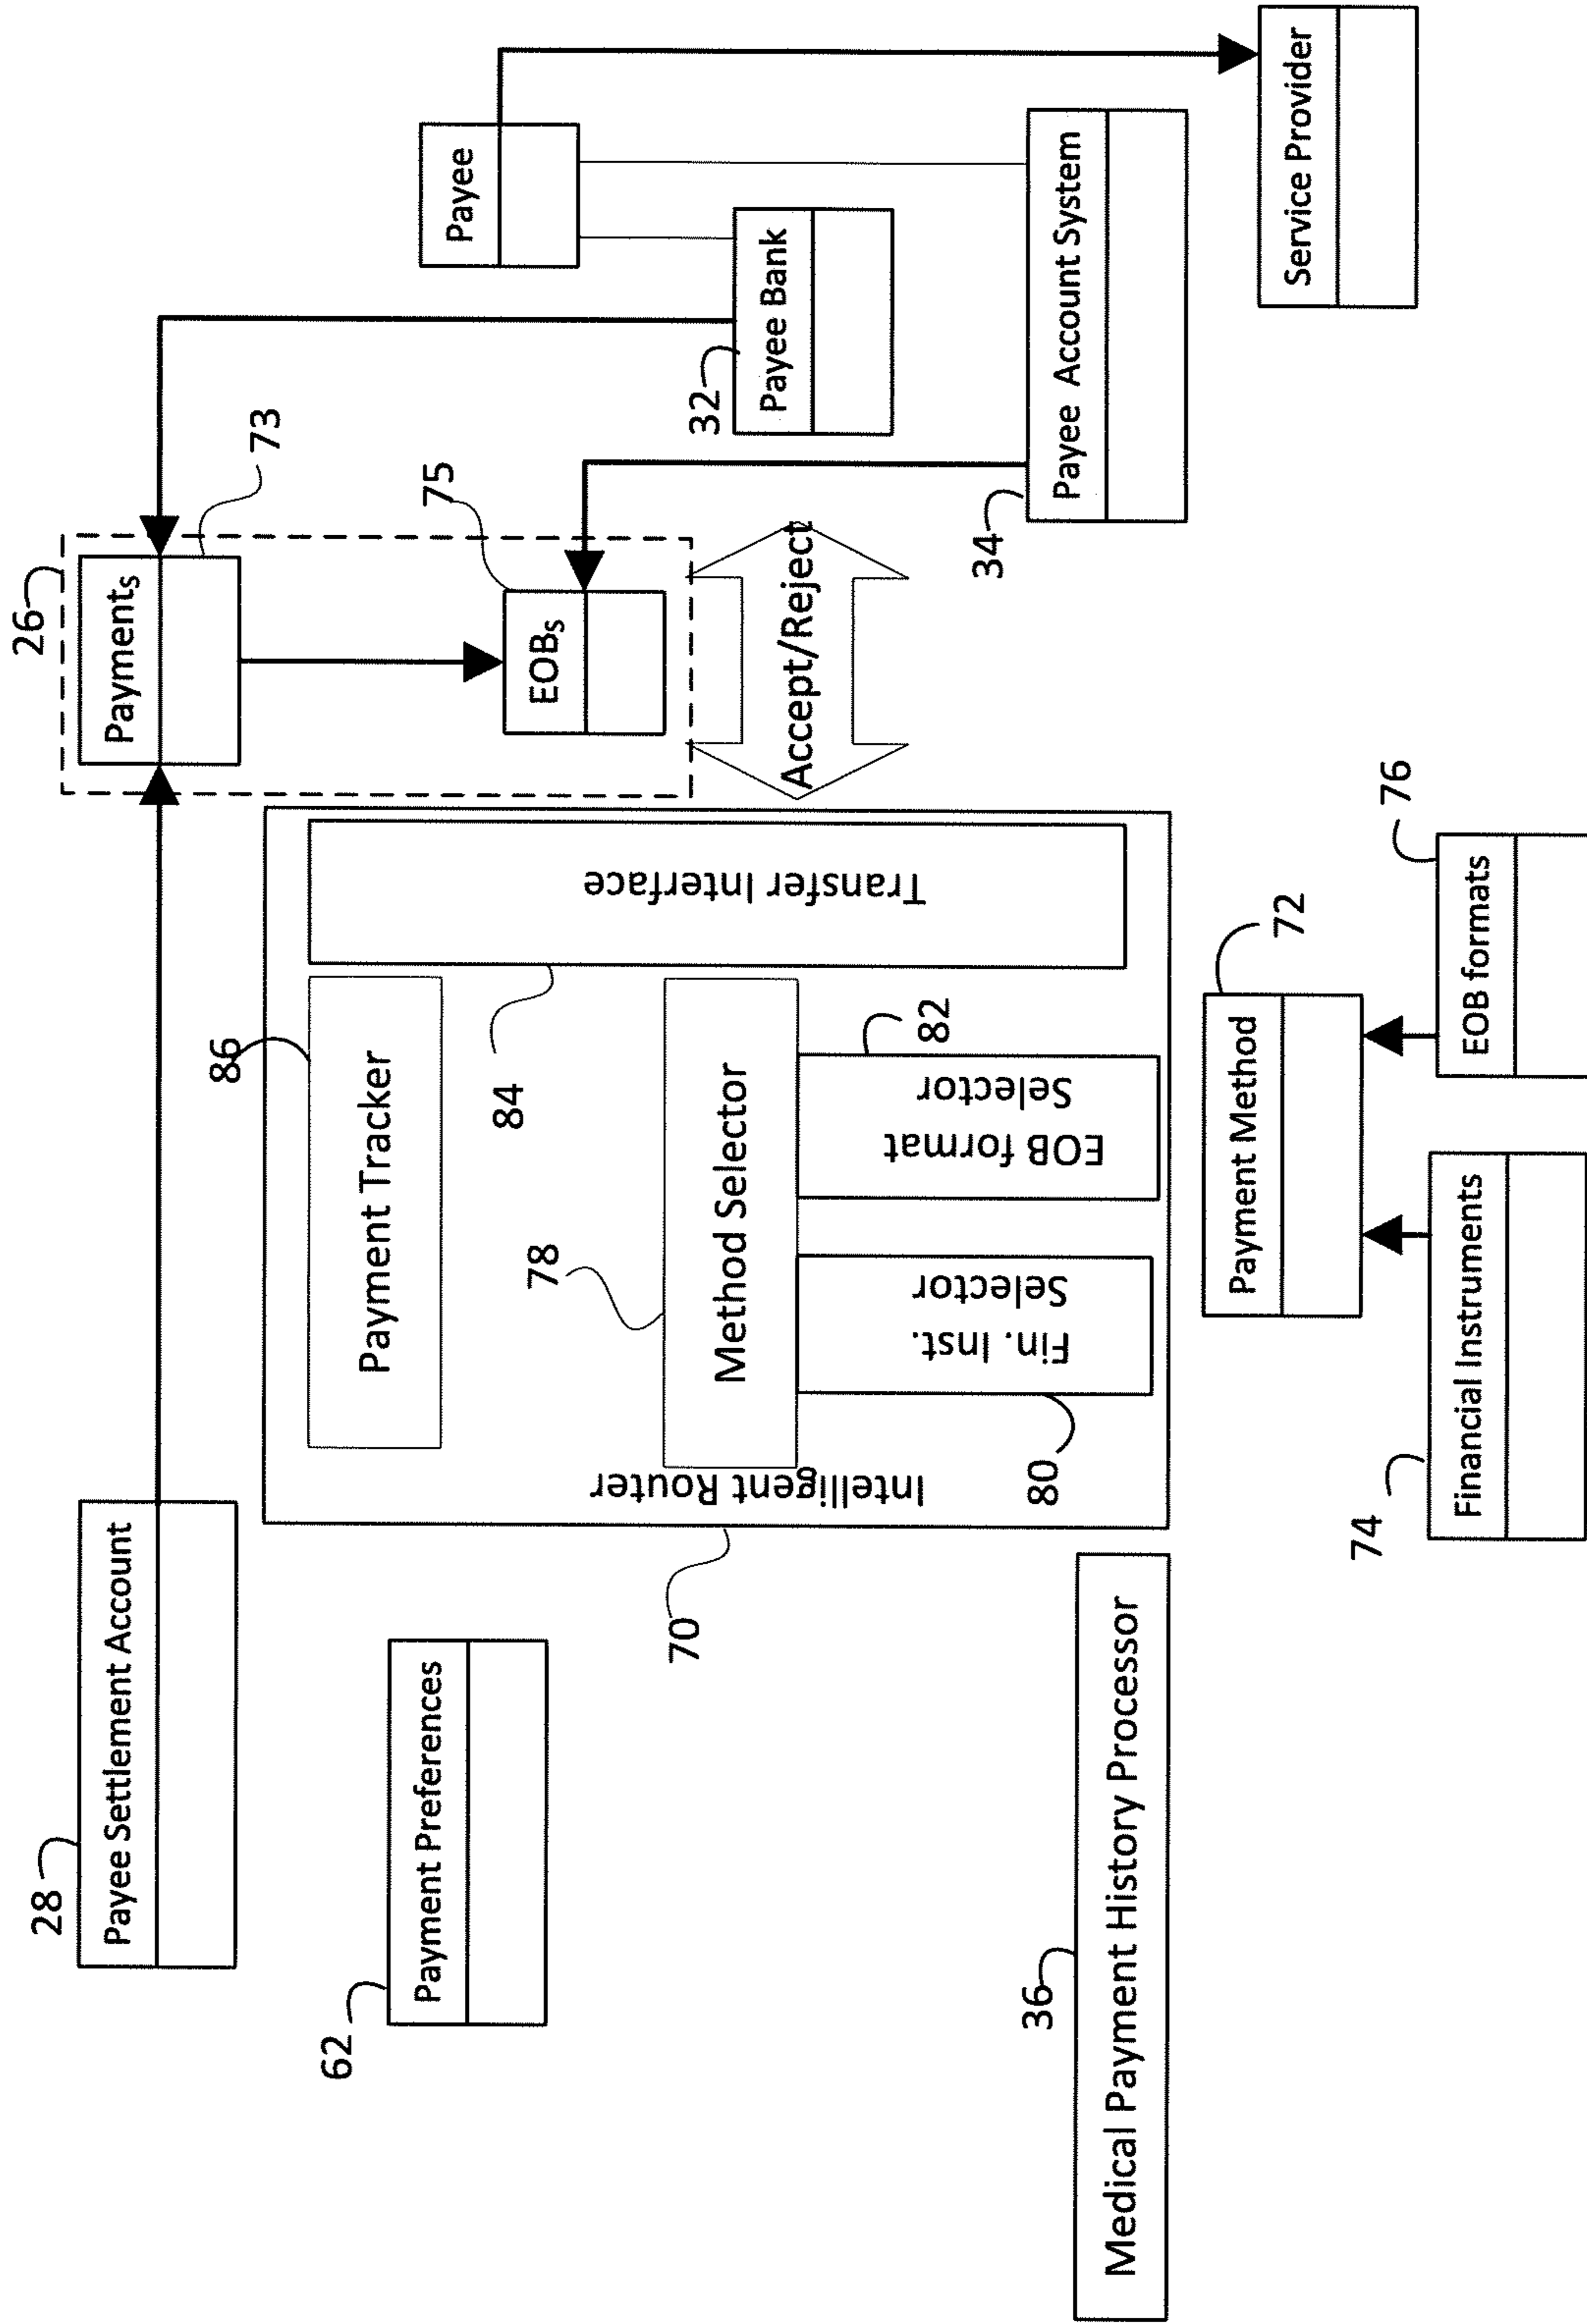 28
Payee Settlement Account
26
Payments
73
75
EOBs
Payee
62
Payment Preferences
86
Payment Tracker
84
Transfer Interface
78
Method Selector
82
EOB format
Selector
Fin. Inst.
Selector
80
Intelligent Router
70
Accept/Reject
32
Payee Bank
34
Payee Account System
Service Provider
36
Medical Payment History Processor
72
Payment Method
74
Financial Instruments
76
EOB formats